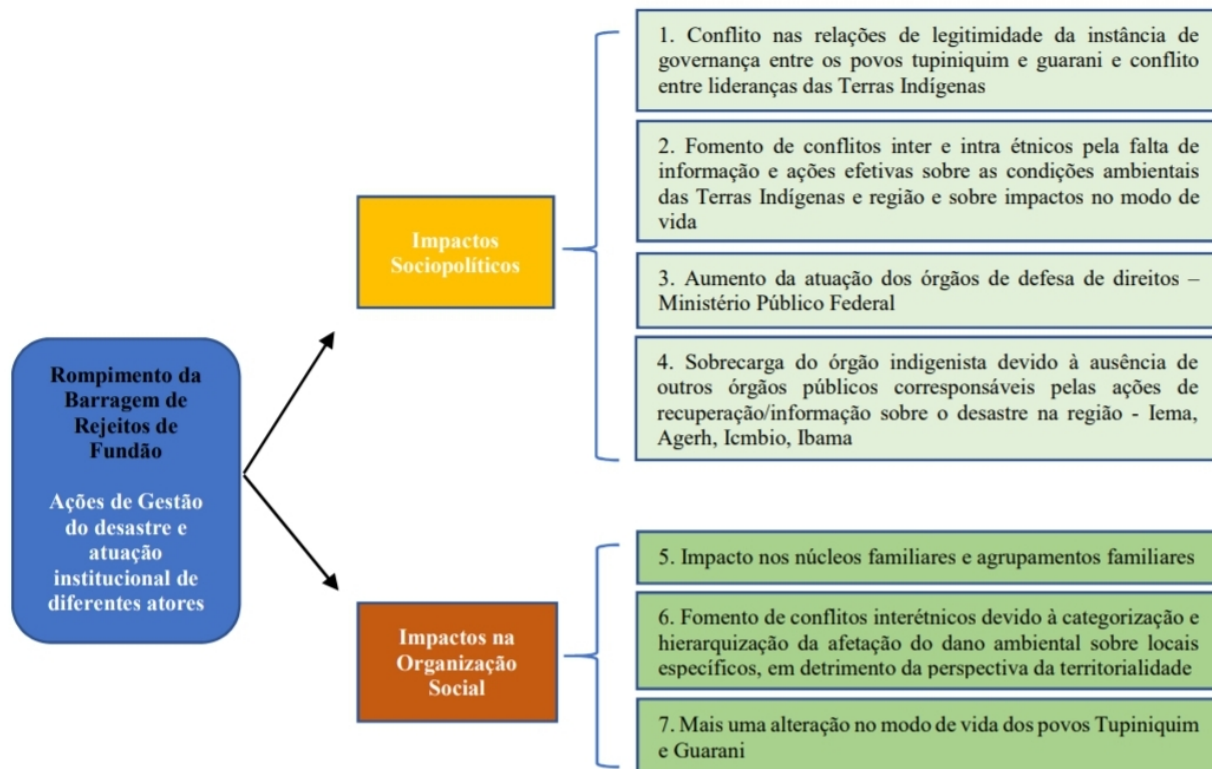 Rompimento da
Barragem de
Rejeitos de
Fundão
Ações de Gestão
do desastre e
atuação
institucional de
diferentes atores
Impactos
Sociopolíticos
1. Conflito nas relações de legitimidade da instância de
governança entre os povos tupiniquim e guarani e conflito
entre lideranças das Terras Indígenas
2. Fomento de conflitos inter e intra étnicos pela falta de
informação e ações efetivas sobre as condições ambientais
das Terras Indígenas e região e sobre impactos no modo de
vida
3. Aumento da atuação dos órgãos de defesa de direitos –
Ministério Público Federal
4. Sobrecarga do órgão indigenista devido à ausência de
outros órgãos públicos corresponsáveis pelas ações de
recuperação/informação sobre o desastre na região - Iema,
Agerh, Icmbio, Ibama
Impactos na
Organização
Social
5. Impacto nos núcleos familiares e agrupamentos familiares
6. Fomento de conflitos interétnicos devido à categorização e
hierarquização da afetação do dano ambiental sobre locais
específicos, em detrimento da perspectiva da territorialidade
7. Mais uma alteração no modo de vida dos povos Tupiniquim
e Guarani